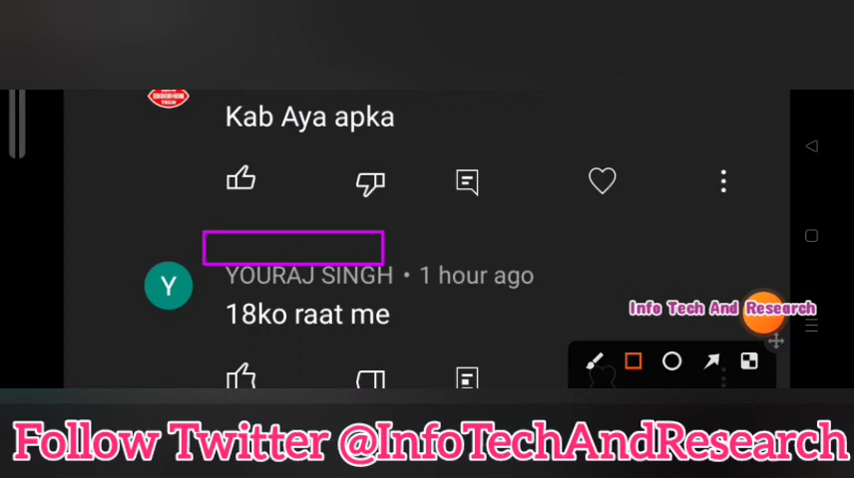 Kab Aya apka
YOURAJ SINGH • 1 hour ago
Y
18ko raat me
Info Tech And Research
Follow Twitter @InfoTechAndResearch